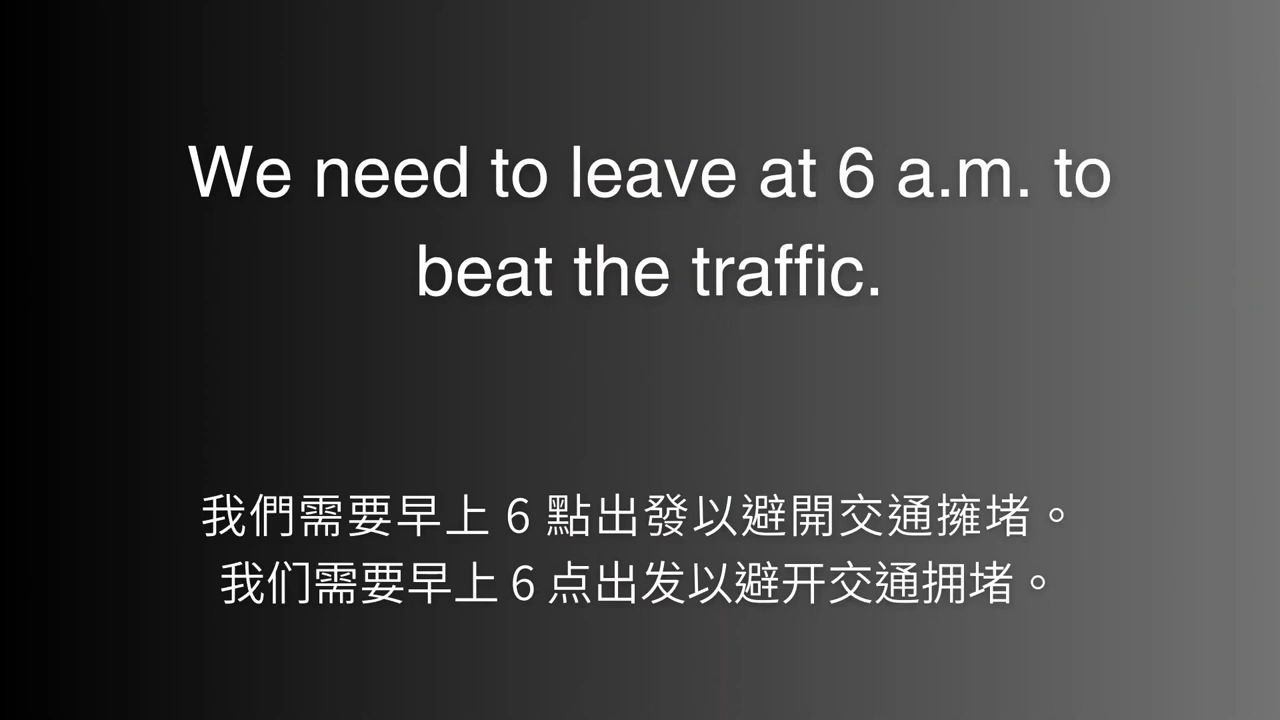 We need to leave at 6 a.m. to
beat the traffic.
我們需要早上 6 點出發以避開交通擁堵。
我们需要早上 6 点出发以避开交通拥堵。